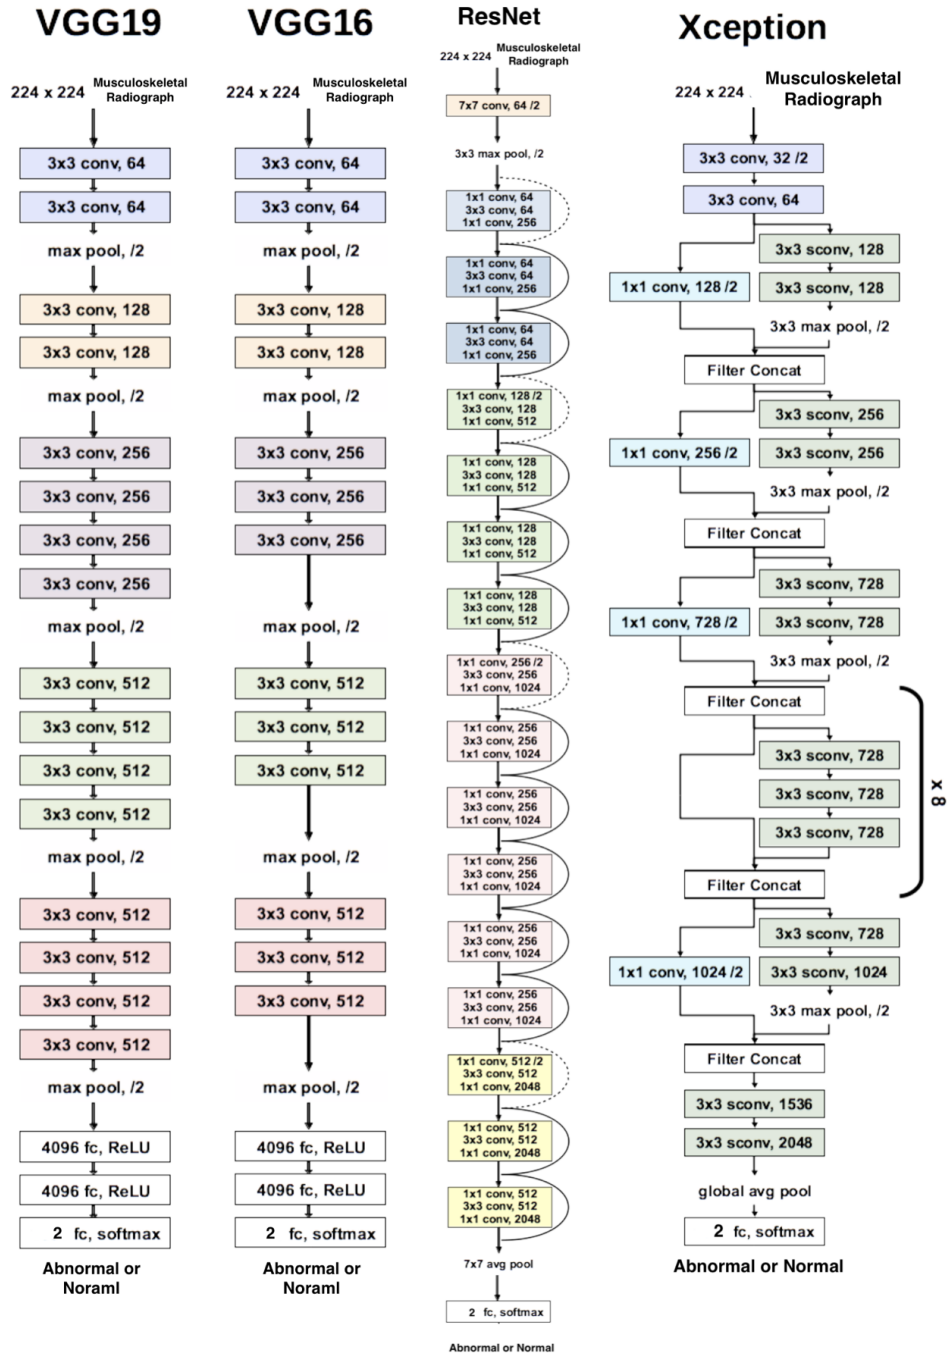 VGG19
224 x 224
Musculoskeletal
Radiograph
3x3 conv, 64
3x3 conv, 64
max pool, /2
3x3 conv, 128
3x3 conv, 128
max pool, /2
3x3 conv, 256
3x3 conv, 256
3x3 conv, 256
3x3 conv, 256
max pool, /2
3x3 conv, 512
3x3 conv, 512
3x3 conv, 512
3x3 conv, 512
max pool, /2
3x3 conv, 512
3x3 conv, 512
3x3 conv, 512
3x3 conv, 512
max pool, /2
4096 fc, ReLU
4096 fc, ReLU
2 fc, softmax
Abnormal or
Noraml
VGG16
224 x 224
Musculoskeletal
Radiograph
3x3 conv, 64
3x3 conv, 64
max pool, /2
3x3 conv, 128
3x3 conv, 128
max pool, /2
3x3 conv, 256
3x3 conv, 256
3x3 conv, 256
max pool, /2
3x3 conv, 512
3x3 conv, 512
3x3 conv, 512
max pool, /2
3x3 conv, 512
3x3 conv, 512
3x3 conv, 512
max pool, /2
4096 fc, ReLU
4096 fc, ReLU
2 fc, softmax
Abnormal or
Normal
ResNet
224 x 224
Musculoskeletal
Radiograph
7x7 conv, 64 /2
3x3 max pool, /2
1x1 conv, 64
3x3 conv, 64
1x1 conv, 256
1x1 conv, 64
3x3 conv, 64
1x1 conv, 256
1x1 conv, 64
3x3 conv, 64
1x1 conv, 256
1x1 conv, 128 /2
3x3 conv, 128
1x1 conv, 512
1x1 conv, 128
3x3 conv, 128
1x1 conv, 512
1x1 conv, 128
3x3 conv, 128
1x1 conv, 512
1x1 conv, 128
3x3 conv, 128
1x1 conv, 512
1x1 conv, 256 /2
3x3 conv, 256
1x1 conv, 1024
1x1 conv, 256
3x3 conv, 256
1x1 conv, 1024
1x1 conv, 256
3x3 conv, 256
1x1 conv, 1024
1x1 conv, 256
3x3 conv, 256
1x1 conv, 1024
1x1 conv, 256
3x3 conv, 256
1x1 conv, 1024
1x1 conv, 256
3x3 conv, 256
1x1 conv, 1024
1x1 conv, 512 /2
3x3 conv, 512
1x1 conv, 2048
1x1 conv, 512
3x3 conv, 512
1x1 conv, 2048
1x1 conv, 512
3x3 conv, 512
1x1 conv, 2048
7x7 avg pool
2 fc, softmax
Abnormal or Normal
Xception
224 x 224
Musculoskeletal
Radiograph
3x3 conv, 32 /2
3x3 conv, 64
3x3 sconv, 128
1x1 conv, 128 /2
3x3 sconv, 128
3x3 max pool, /2
Filter Concat
3x3 sconv, 256
1x1 conv, 256 /2
3x3 sconv, 256
3x3 max pool, /2
Filter Concat
3x3 sconv, 728
1x1 conv, 728 /2
3x3 sconv, 728
3x3 max pool, /2
Filter Concat
3x3 sconv, 728
3x3 sconv, 728
3x3 sconv, 728
x 8
Filter Concat
3x3 sconv, 728
1x1 conv, 1024 /2
3x3 sconv, 1024
3x3 max pool, /2
Filter Concat
3x3 sconv, 1536
3x3 sconv, 2048
global avg pool
2 fc, softmax
Abnormal or Normal